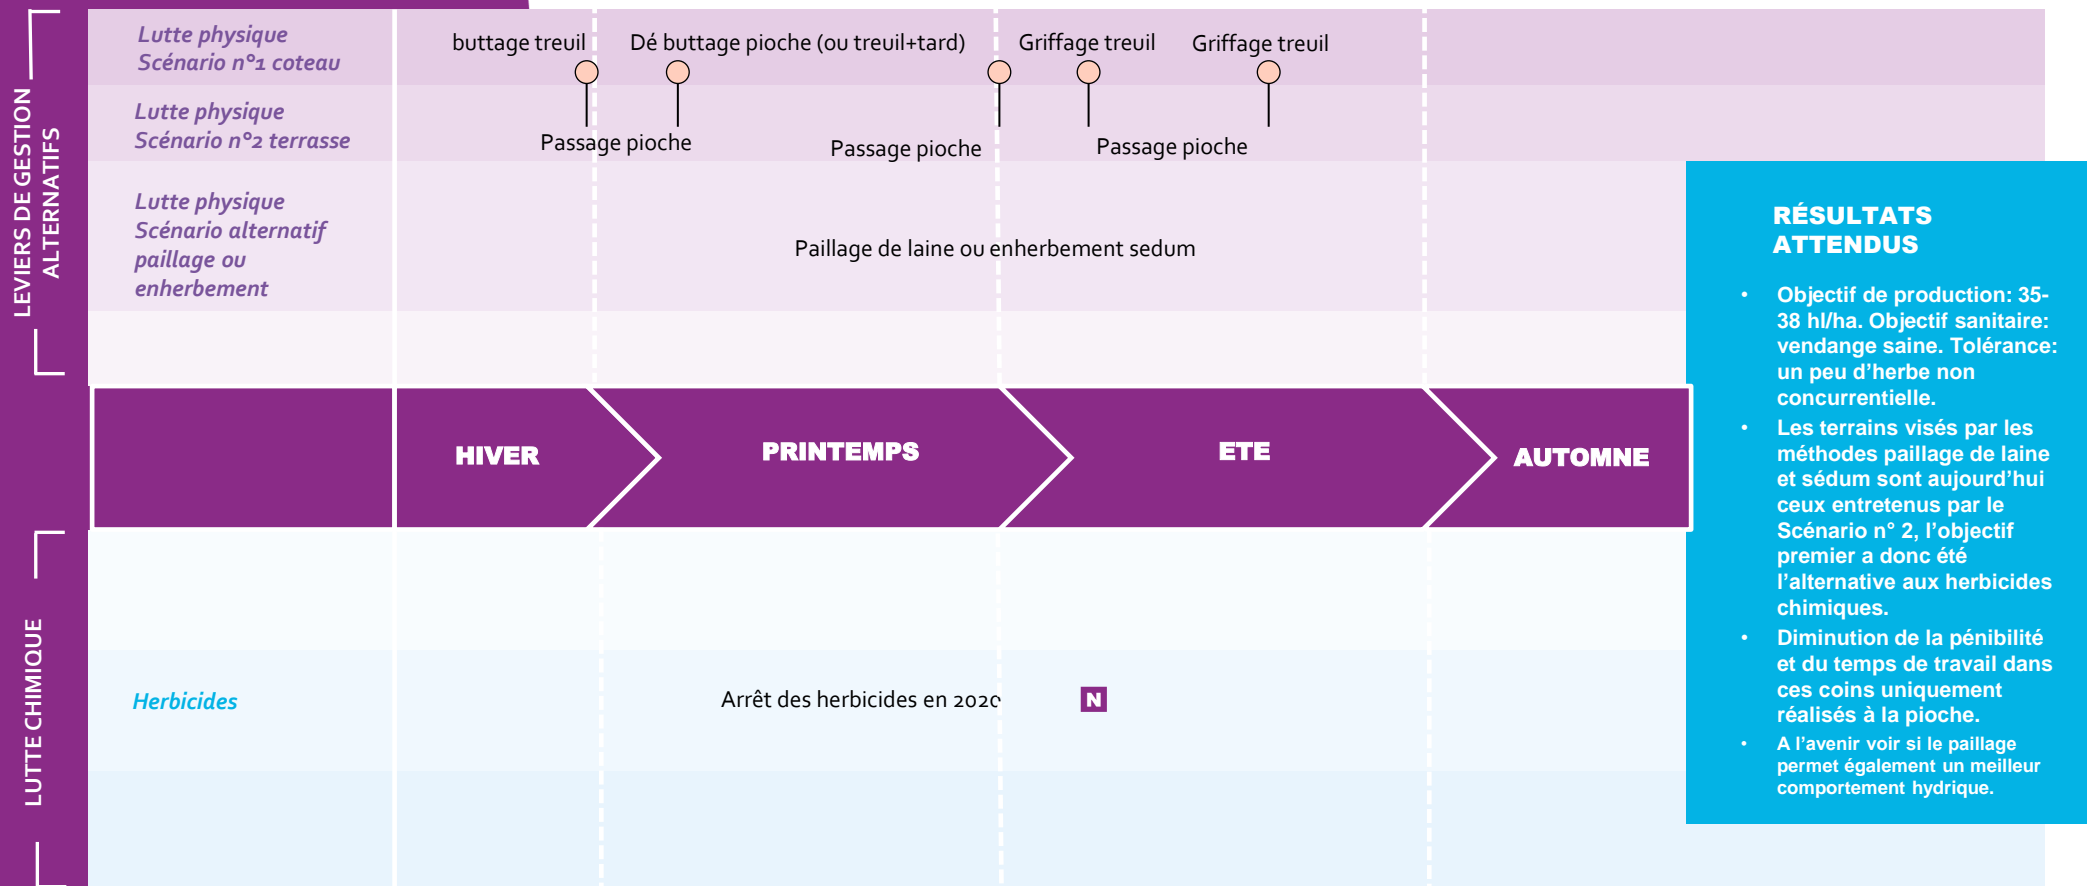 LEVIERS DE GESTION
ALTERNATIFS
Lutte physique
Scénario n°1 coteau
buttage treuil
Dé buttage pioche (ou treuil+tard)
Griffage treuil
Griffage treuil
Lutte physique
Scénario n°2 terrasse
Passage pioche
Passage pioche
Passage pioche
Lutte physique
Scénario alternatif
paillage ou
enherbement
Paillage de laine ou enherbement sedum
HIVER
PRINTEMPS
ETE
AUTOMNE
LUTTE CHIMIQUE
Herbicides
Arrêt des herbicides en 2020
N
RÉSULTATS
ATTENDUS
• Objectif de production: 35-
38 hl/ha. Objectif sanitaire:
vendange saine. Tolérance:
un peu d’herbe non
concurrentielle.
• Les terrains visés par les
méthodes paillage de laine
et sédum sont aujourd’hui
ceux entretenus par le
Scénario n° 2, l’objectif
premier a donc été
l’alternative aux herbicides
chimiques.
• Diminution de la pénibilité
et du temps de travail dans
ces coins uniquement
réalisés à la pioche.
• A l’avenir voir si le paillage
permet également un meilleur
comportement hydrique.